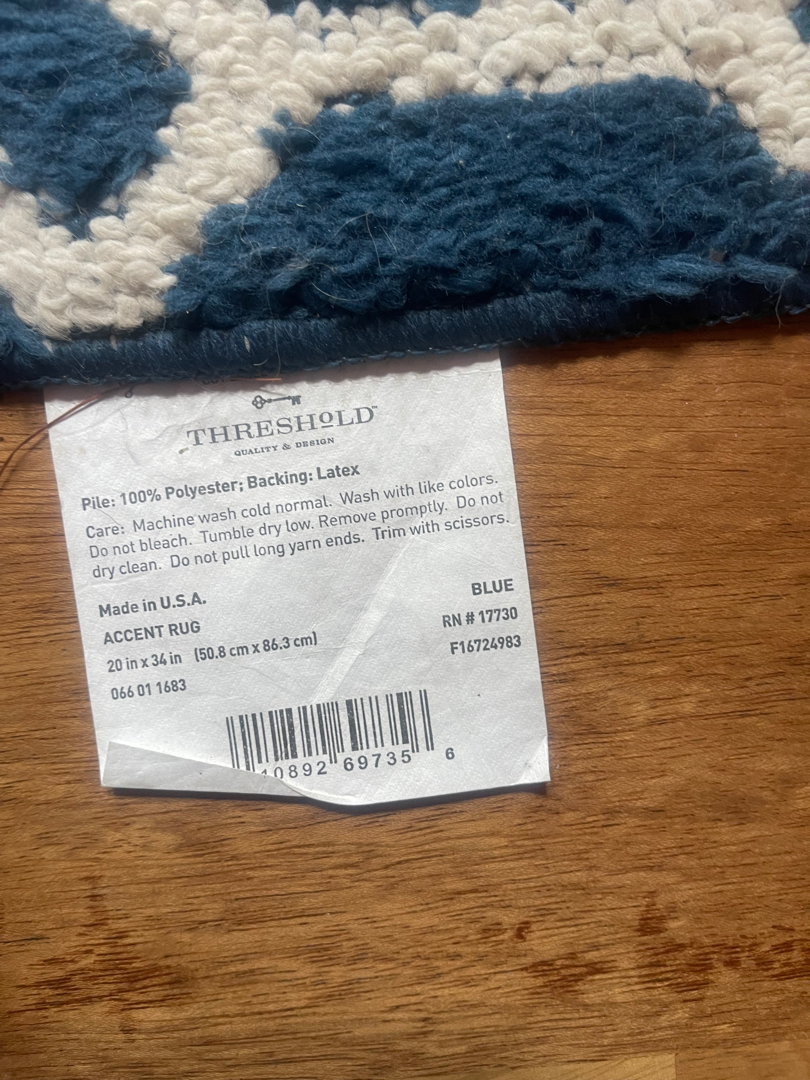 THRESHOLD™
QUALITY & DESIGN
Pile: 100% Polyester; Backing: Latex
Care: Machine wash cold normal. Wash with like colors.
Do not bleach. Tumble dry low. Remove promptly. Do not
dry clean. Do not pull long yarn ends. Trim with scissors.
Made in U.S.A.
BLUE
ACCENT RUG
RN # 17730
20 in x 34 in (50.8 cm x 86.3 cm)
F16724983
066 01 1683
10892 69735 6